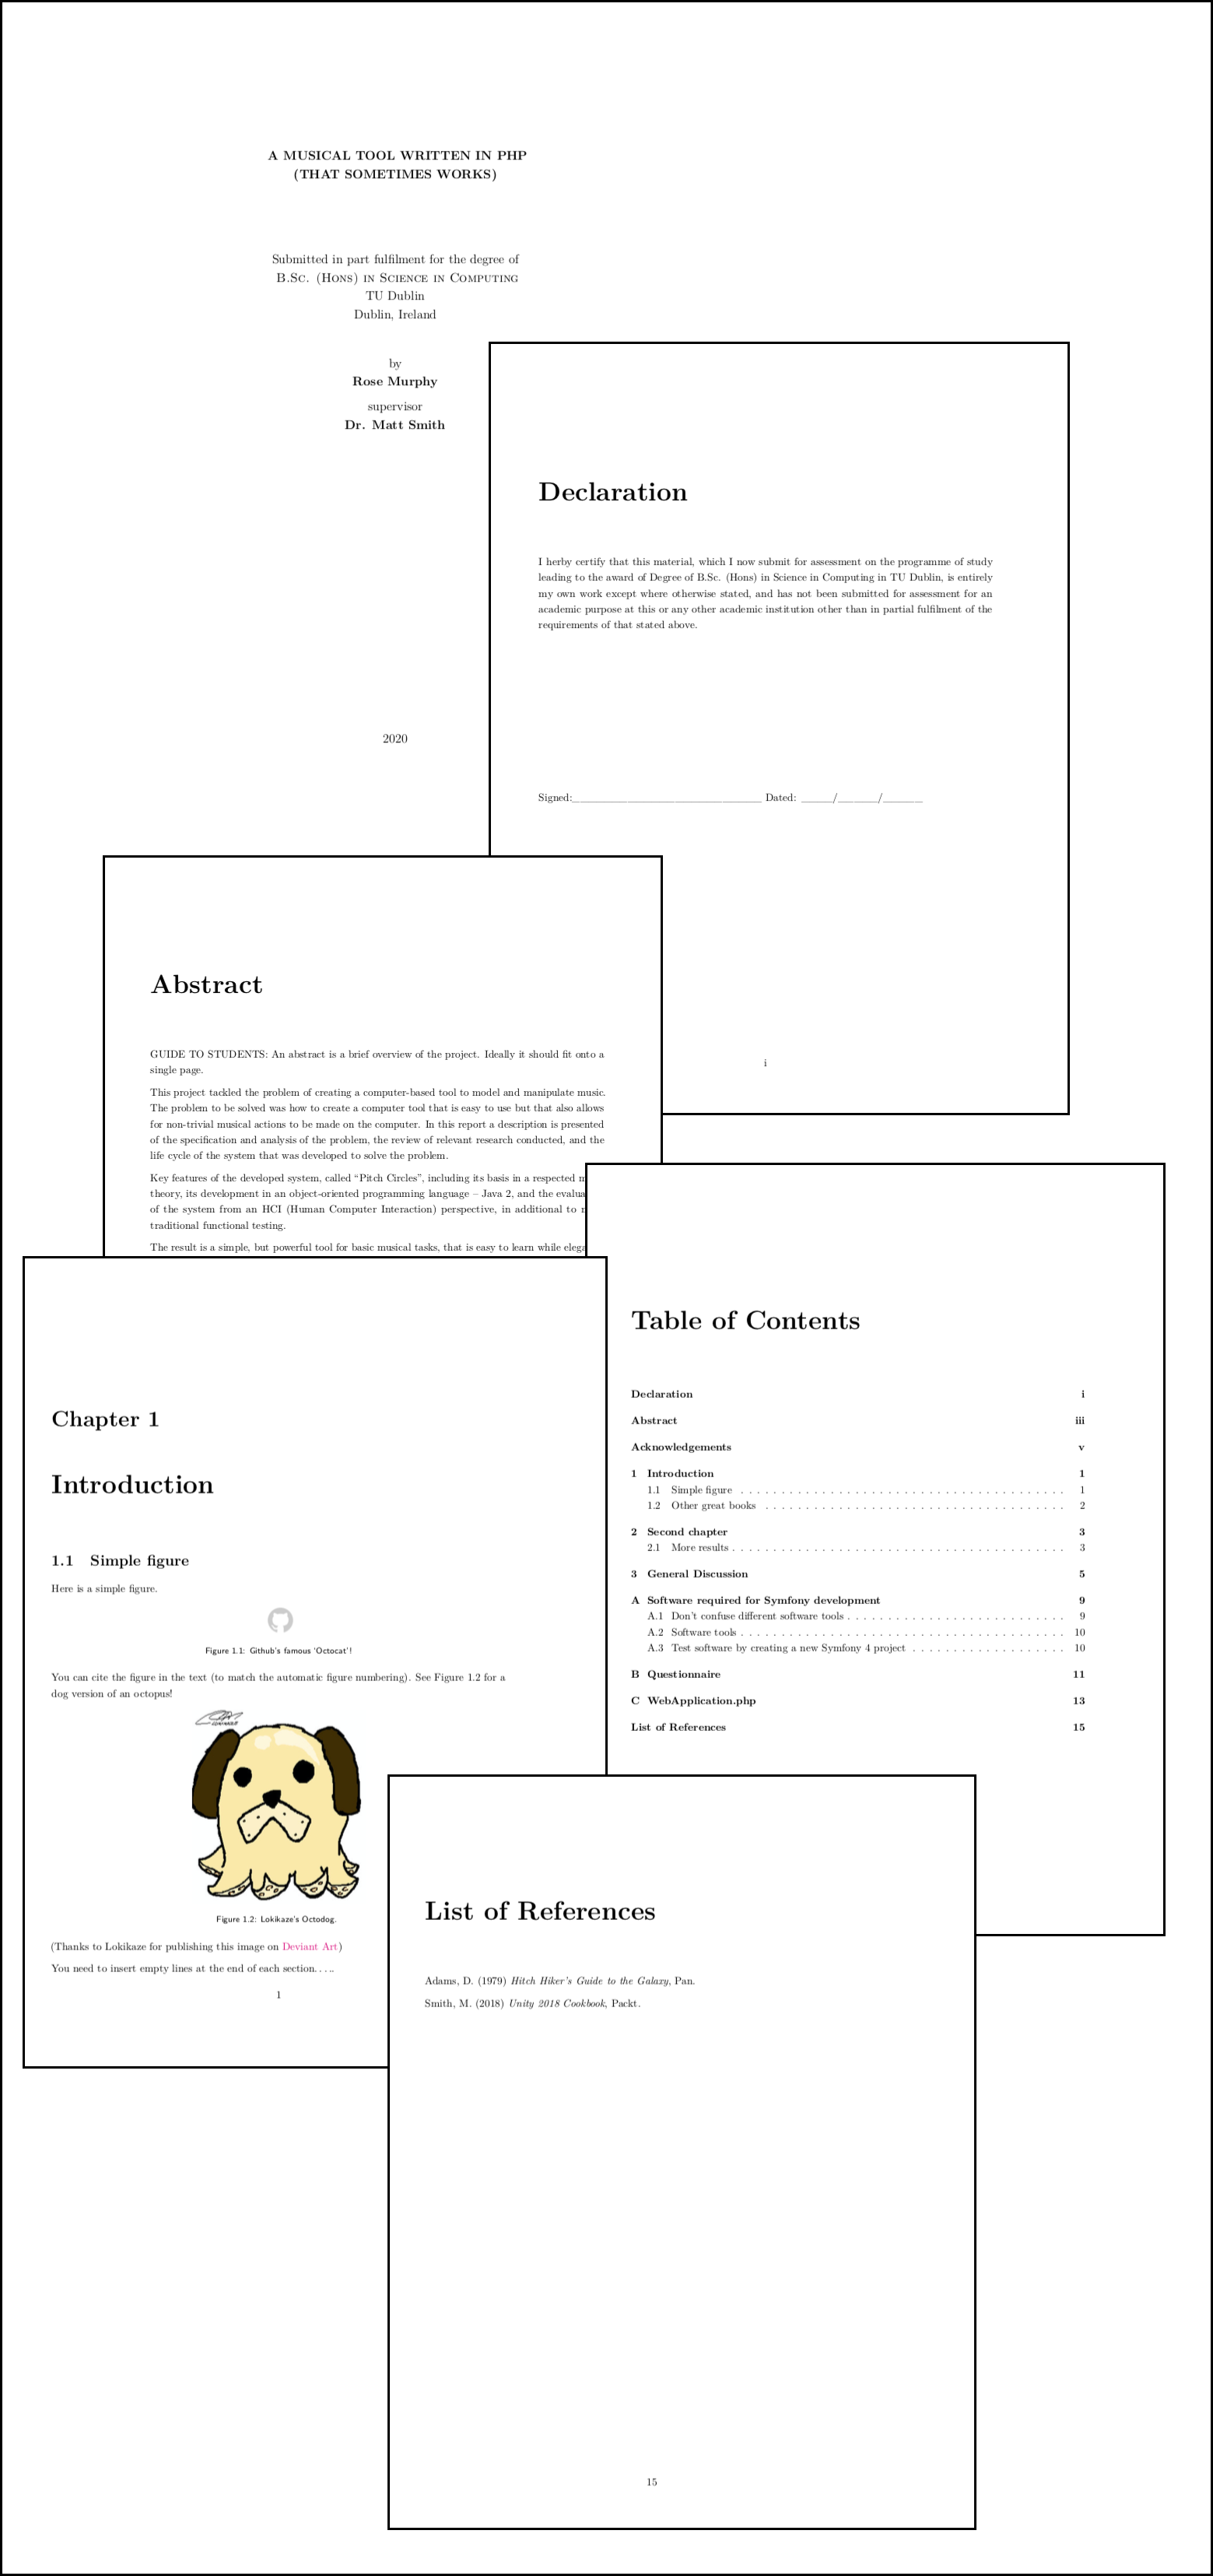 A MUSICAL TOOL WRITTEN IN PHP
(THAT SOMETIMES WORKS)
Submitted in part fulfilment for the degree of
B.Sc. (Hons) in Science in Computing
TU Dublin
Dublin, Ireland
by
Rose Murphy
supervisor
Dr. Matt Smith
2020
Declaration
I herby certify that this material, which I now submit for assessment on the programme of study
leading to the award of Degree of B.Sc. (Hons) in Science in Computing in TU Dublin, is entirely
my own work except where otherwise stated, and has not been submitted for assessment for an
academic purpose at this or any other academic institution other than in partial fulfilment of the
requirements of that stated above.
Signed:___________________________ Dated: ____/_____/_____
i
Abstract
GUIDE TO STUDENTS: An abstract is a brief overview of the project. Ideally it should fit onto a
single page.
This project tackled the problem of creating a computer-based tool to model and manipulate music.
The problem to be solved was how to create a computer tool that is easy to use but that also allows
for non-trivial musical actions to be made on the computer. In this report a description is presented
of the specification and analysis of the problem, the review of relevant research conducted, and the
life cycle of the system that was developed to solve the problem.
Key features of the developed system, called “Pitch Circles”, including its basis in a respected
theory, its development in an object-oriented programming language – Java 2, and the
of the system from an HCI (Human Computer Interaction) perspective, in additional to
traditional functional testing.
The result is a simple, but powerful tool for basic musical tasks, that is easy to learn while
Table of Contents
Declaration i
Abstract iii
Acknowledgements v
1 Introduction 1
1.1 Simple figure . . . . . . . . . . . . . . . . . . . . 1
1.2 Other great books . . . . . . . . . . . . . . . . . . . . 2
2 Second chapter 3
2.1 More results . . . . . . . . . . . . . . . . . . . . 3
3 General Discussion 5
A Software required for Symfony development 9
A.1 Don't confuse different software tools . . . . . . . . . . . . . . . . . . . . 9
A.2 Software tools . . . . . . . . . . . . . . . . . . . . 10
A.3 Test software by creating a new Symfony 4 project . . . . . . . . . . . . . . . . . . . . 10
B Questionnaire 11
C WebApplication.php 13
List of References 15
Chapter 1
Introduction
1.1 Simple figure
Here is a simple figure.
Figure 1.1: Github's famous ‘Octocat’!
You can cite the figure in the text (to match the automatic figure numbering). See Figure 1.2 for a
dog version of an octopus!
Figure 1.2: Lokikaze's Octodog.
(Thanks to Lokikaze for publishing this image on Deviant Art)
You need to insert empty lines at the end of each section.....
1
List of References
Adams, D. (1979) Hitch Hiker's Guide to the Galaxy, Pan.
Smith, M. (2018) Unity 2018 Cookbook, Packt.
15